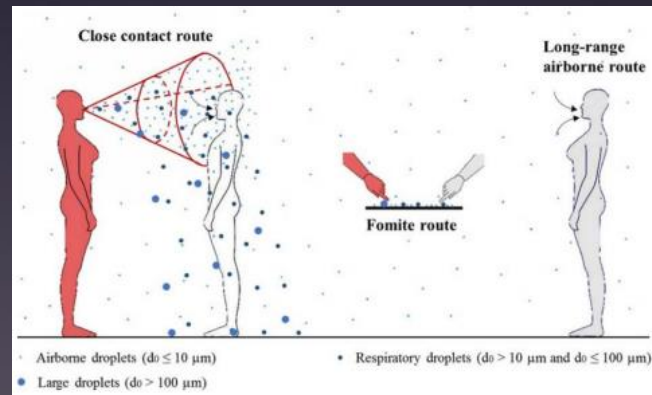 Close contact route
Long-range
airborne route
Fomite route
Airborne droplets (d₀ ≤ 10 µm)
Respiratory droplets (d₀ > 10 µm and d₀ ≤ 100 µm)
Large droplets (d₀ > 100 µm)